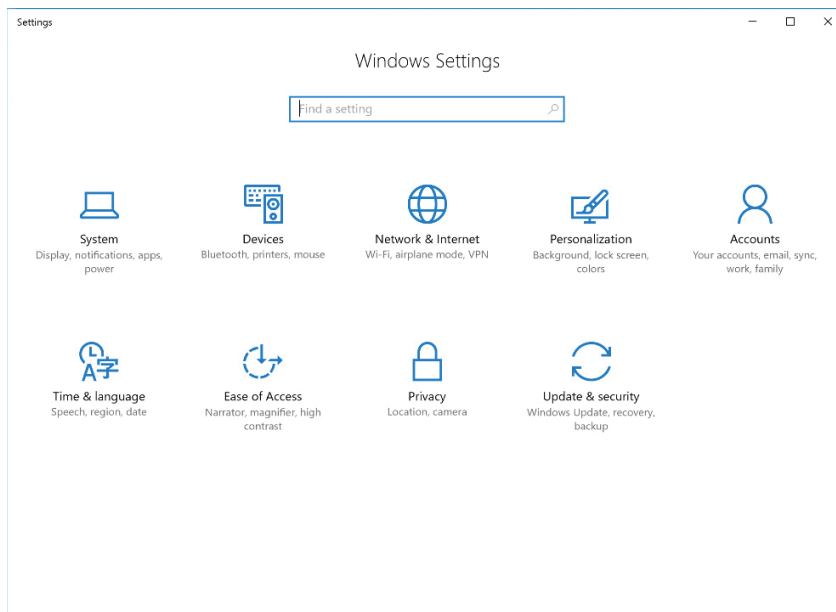 Settings
Windows Settings
Find a setting
System
Display, notifications, apps,
power
Devices
Bluetooth, printers, mouse
Network & Internet
Wi-Fi, airplane mode, VPN
Personalization
Background, lock screen,
colors
Accounts
Your accounts, email, sync,
work, family
A字
Time & language
Speech, region, date
Ease of Access
Narrator, magnifier, high
contrast
Privacy
Location, camera
Update & security
Windows Update, recovery,
backup